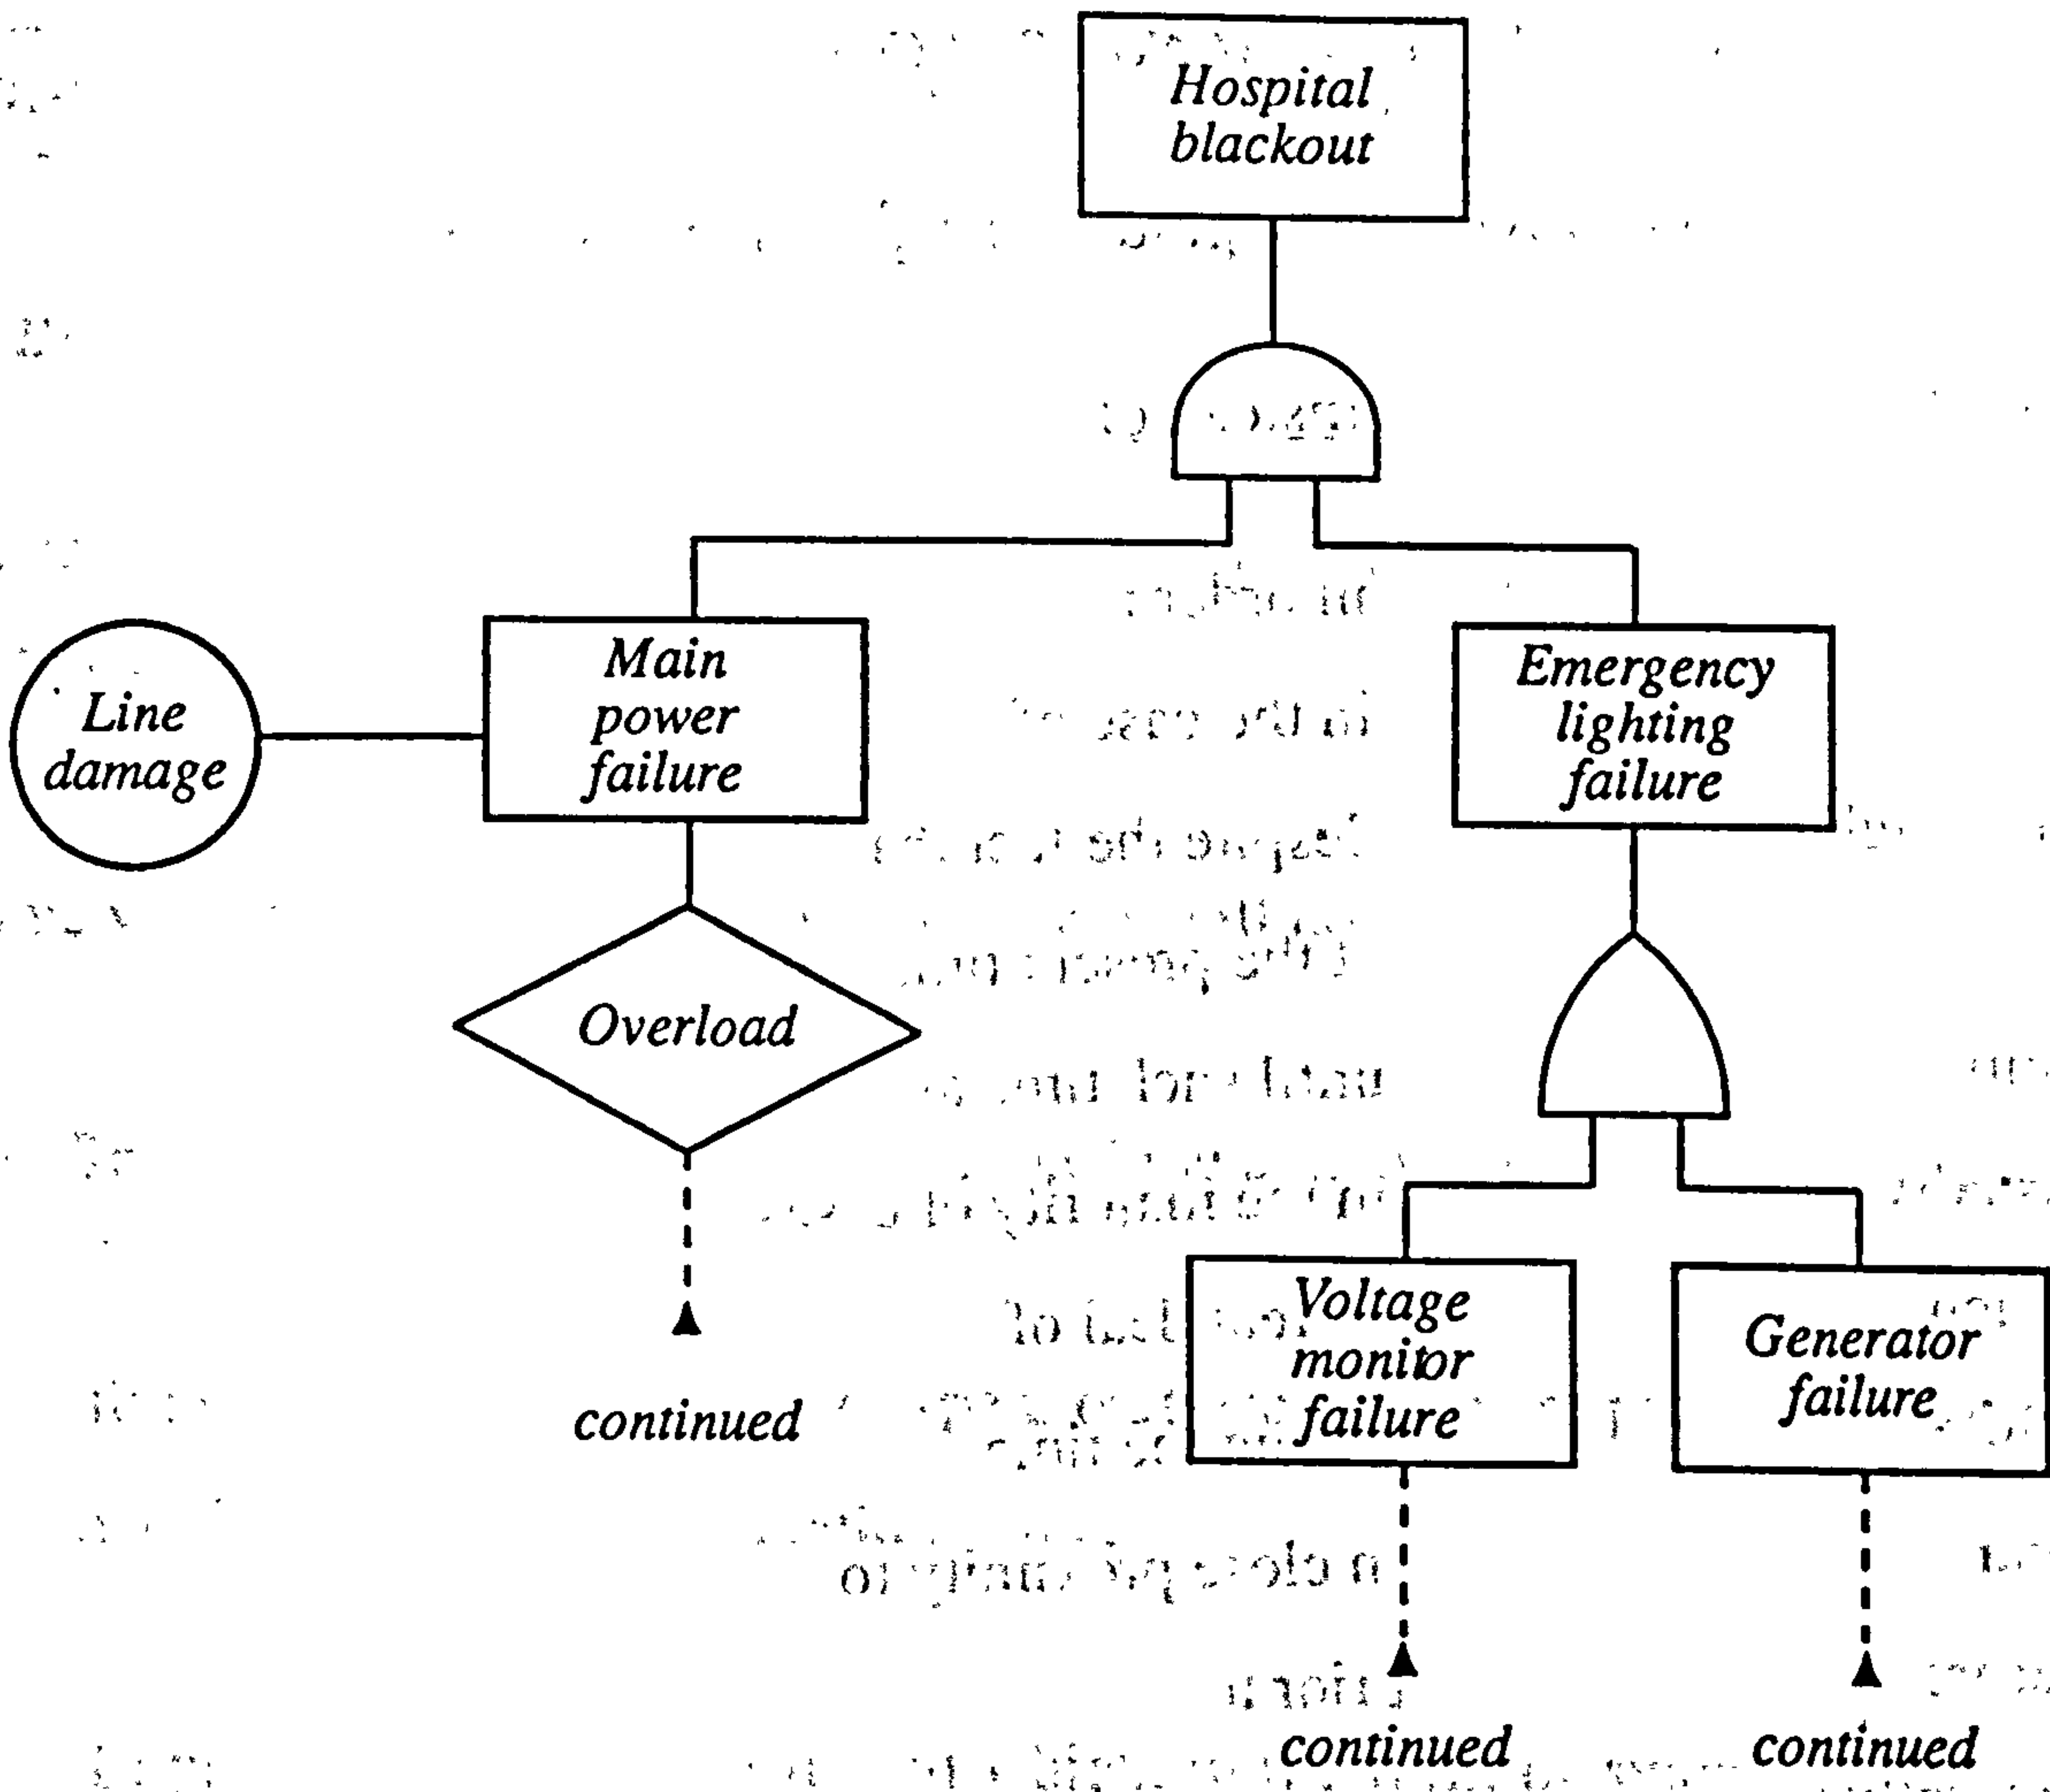 Hospital
blackout
Line
damage
Main
power
failure
Emergency
lighting
failure
Overload
continued
Voltage
monitor
failure
Generator
failure
continued
continued